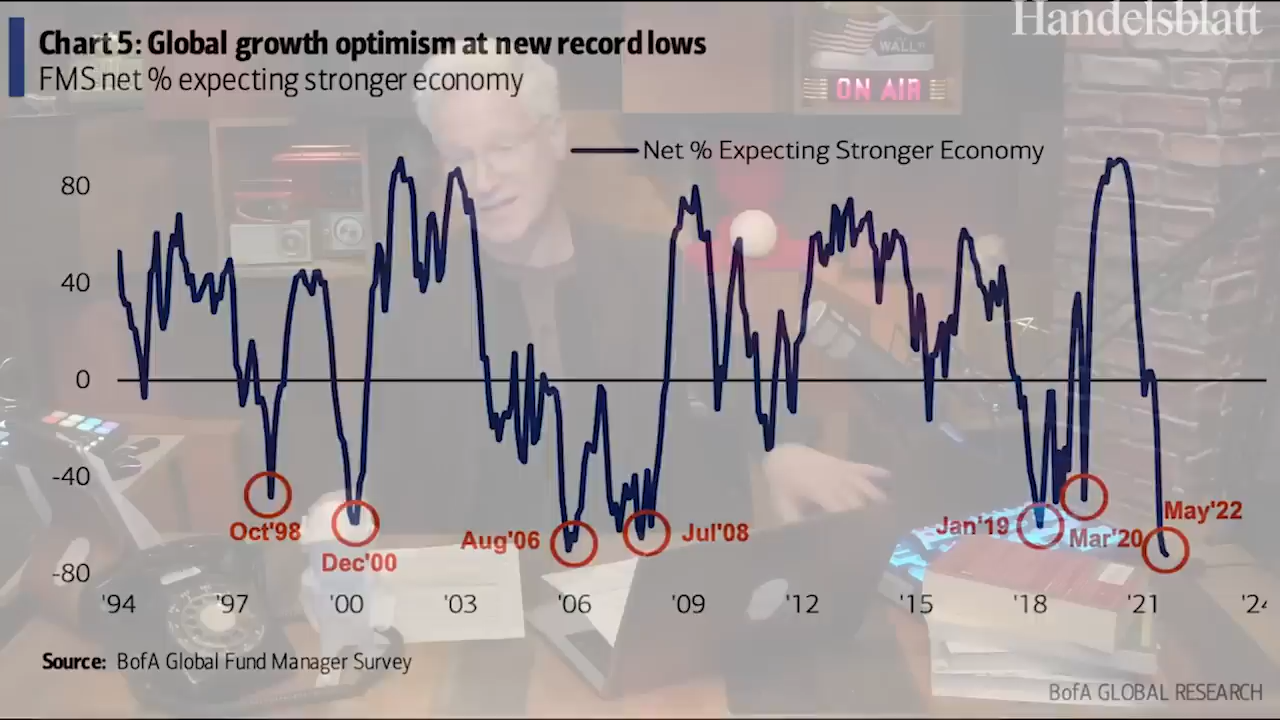 Handelsblatt
Chart 5: Global growth optimism at new record lows
FMS net % expecting stronger economy
WALL
ON AIR
Net % Expecting Stronger Economy
80
40
0
-40
-80
Oct'98
Dec'00
Aug'06
Jul'08
Jan'19
Mar'20
May'22
'94 '97 '00 '03 '06 '09 '12 '15 '18 '21
Source: BofA Global Fund Manager Survey
BofA GLOBAL RESEARCH